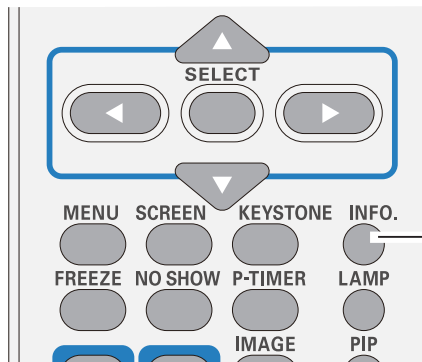 SELECT
MENU SCREEN KEYSTONE INFO.
FREEZE NO SHOW P-TIMER LAMP
IMAGE PIP